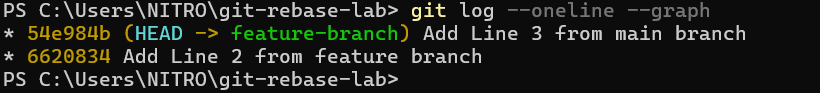 PS C:\Users\NITRO\git-rebase-lab> git log --oneline --graph
* 54e984b (HEAD -> feature-branch) Add Line 3 from main branch
* 6620834 Add Line 2 from feature branch
PS C:\Users\NITRO\git-rebase-lab>